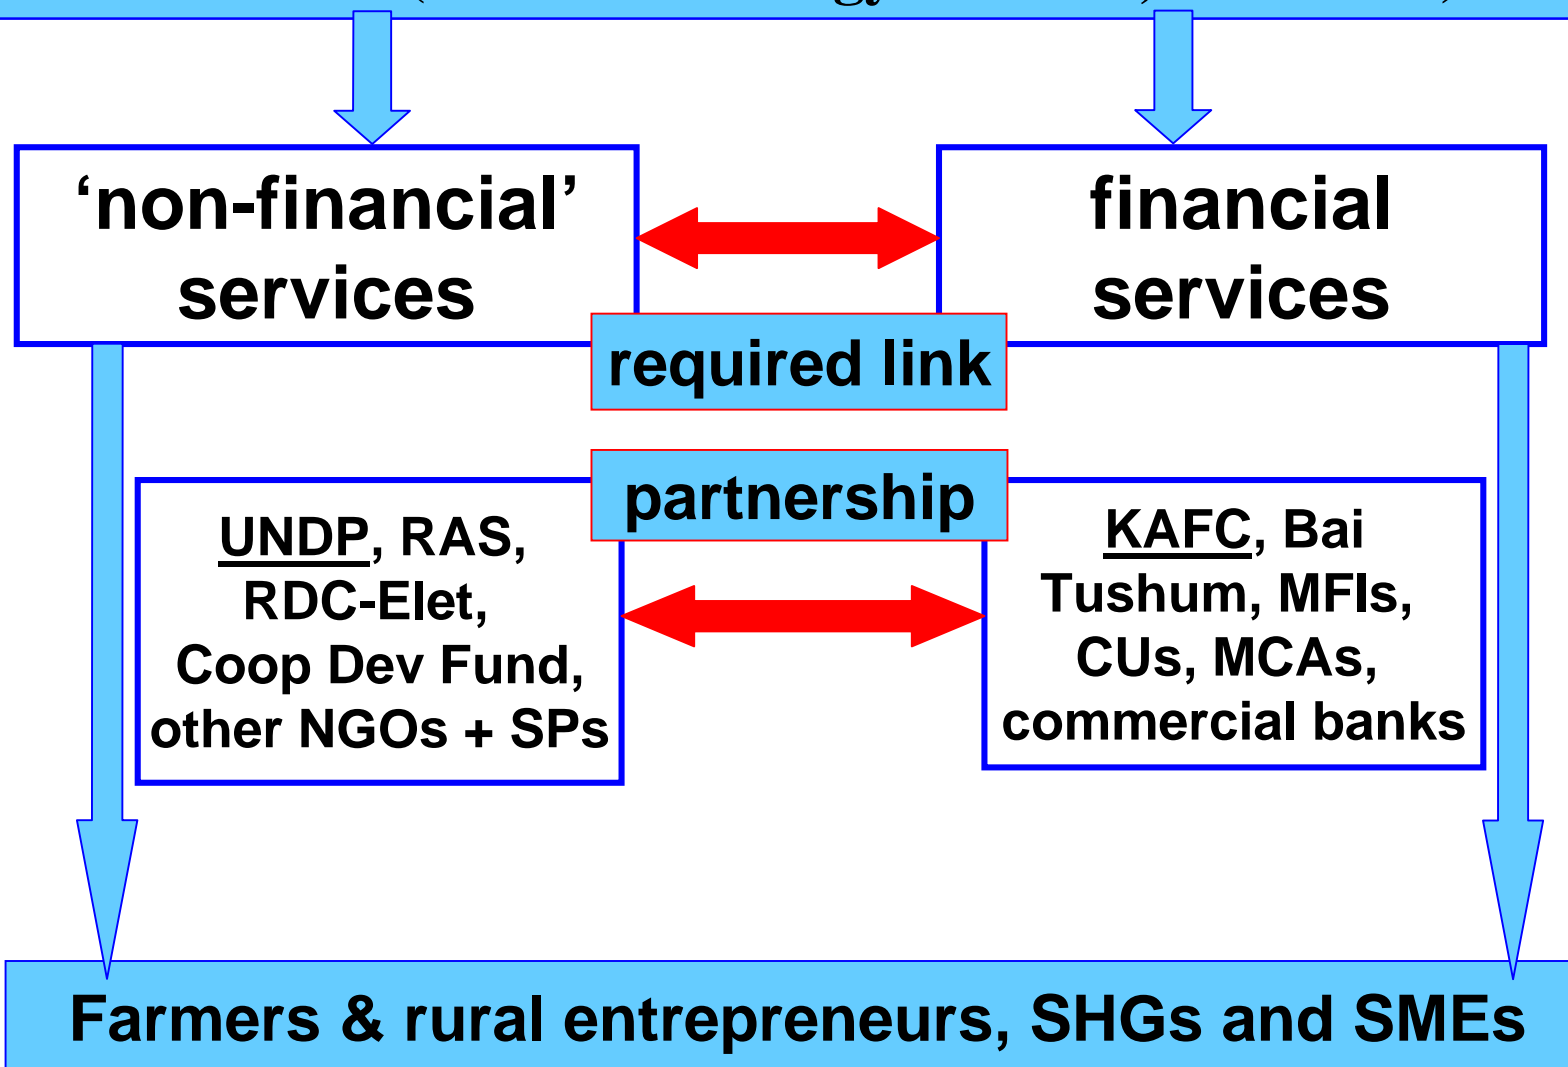 ‘non-financial’
services
financial
services
required link
partnership
UNDP, RAS,
RDC-Elet,
Coop Dev Fund,
other NGOs + SPs
KAFC, Bai
Tushum, MFIs,
CUs, MCAs,
commercial banks
Farmers & rural entrepreneurs, SHGs and SMEs